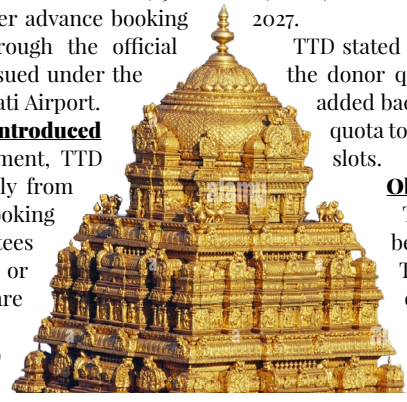 er advance booking
rough the official
sued under the
ati Airport.
ntroduced
ment, TTD
ly from
ooking
tees
or
are
2027.
TTD stated
the donor q
added bac
quota to
slots.
Ol
be
alamy
a
a
a
m